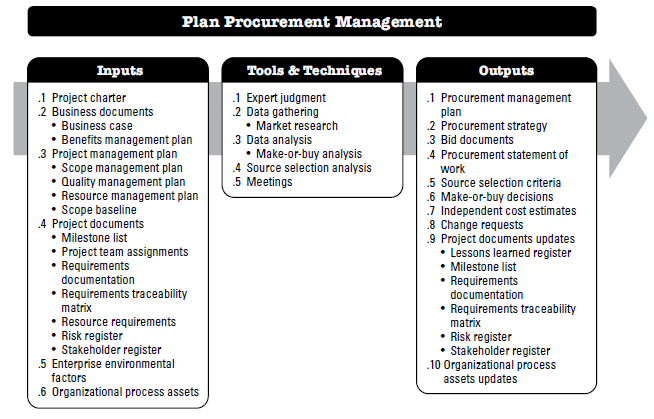 Plan Procurement Management
Inputs
.1 Project charter
.2 Business documents
• Business case
• Benefits management plan
.3 Project management plan
• Scope management plan
• Quality management plan
• Resource management plan
• Scope baseline
.4 Project documents
• Milestone list
• Project team assignments
• Requirements
documentation
• Requirements traceability
matrix
• Resource requirements
• Risk register
• Stakeholder register
.5 Enterprise environmental
factors
.6 Organizational process assets
Tools & Techniques
.1 Expert judgment
.2 Data gathering
• Market research
.3 Data analysis
• Make-or-buy analysis
.4 Source selection analysis
.5 Meetings
Outputs
.1 Procurement management
plan
.2 Procurement strategy
.3 Bid documents
.4 Procurement statement of
work
.5 Source selection criteria
.6 Make-or-buy decisions
.7 Independent cost estimates
.8 Change requests
.9 Project documents updates
• Lessons learned register
• Milestone list
• Requirements
documentation
• Requirements traceability
matrix
• Risk register
• Stakeholder register
.10 Organizational process
assets updates